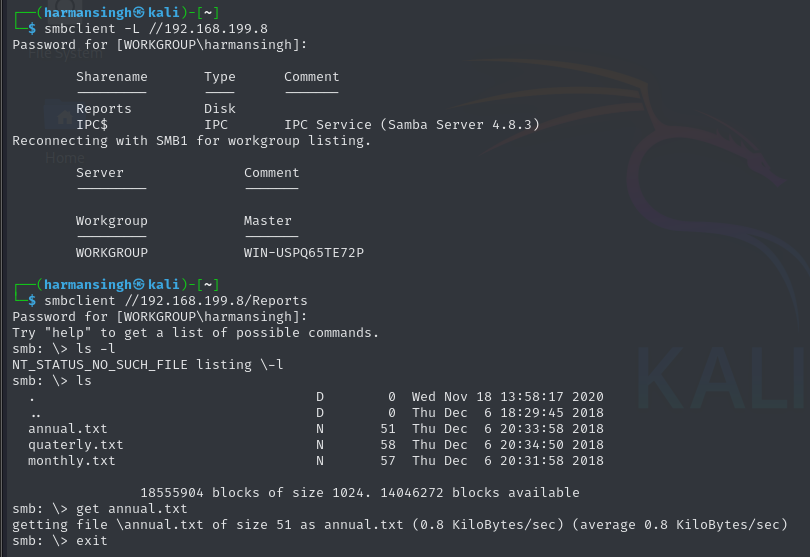 ┌──(harmansingh㉿kali)-[~]
└─$ smbclient -L //192.168.199.8
Password for [WORKGROUP\harmansingh]:
File System
        Sharename       Type      Comment
        ---------       ----      -------
        Reports         Disk
        IPC$            IPC       IPC Service (Samba Server 4.8.3)
Reconnecting with SMB1 for workgroup listing.
Home
        Server               Comment
        ---------            -------
        Workgroup            Master
        ---------            -------
        WORKGROUP            WIN-USPQ65TE72P
┌──(harmansingh㉿kali)-[~]
└─$ smbclient //192.168.199.8/Reports
Password for [WORKGROUP\harmansingh]:
Try "help" to get a list of possible commands.
smb: \> ls -l
NT_STATUS_NO_SUCH_FILE listing \-l
smb: \> ls
  .                                   D        0  Wed Nov 18 13:58:17 2020
  ..                                  D        0  Thu Dec  6 18:29:45 2018
  annual.txt                          N       51  Thu Dec  6 20:33:58 2018
  quaterly.txt                        N       58  Thu Dec  6 20:34:50 2018
  monthly.txt                         N       57  Thu Dec  6 20:31:58 2018
                18555904 blocks of size 1024. 14046272 blocks available
smb: \> get annual.txt
getting file \annual.txt of size 51 as annual.txt (0.8 KiloBytes/sec) (average 0.8 KiloBytes/sec)
smb: \> exit
KALI